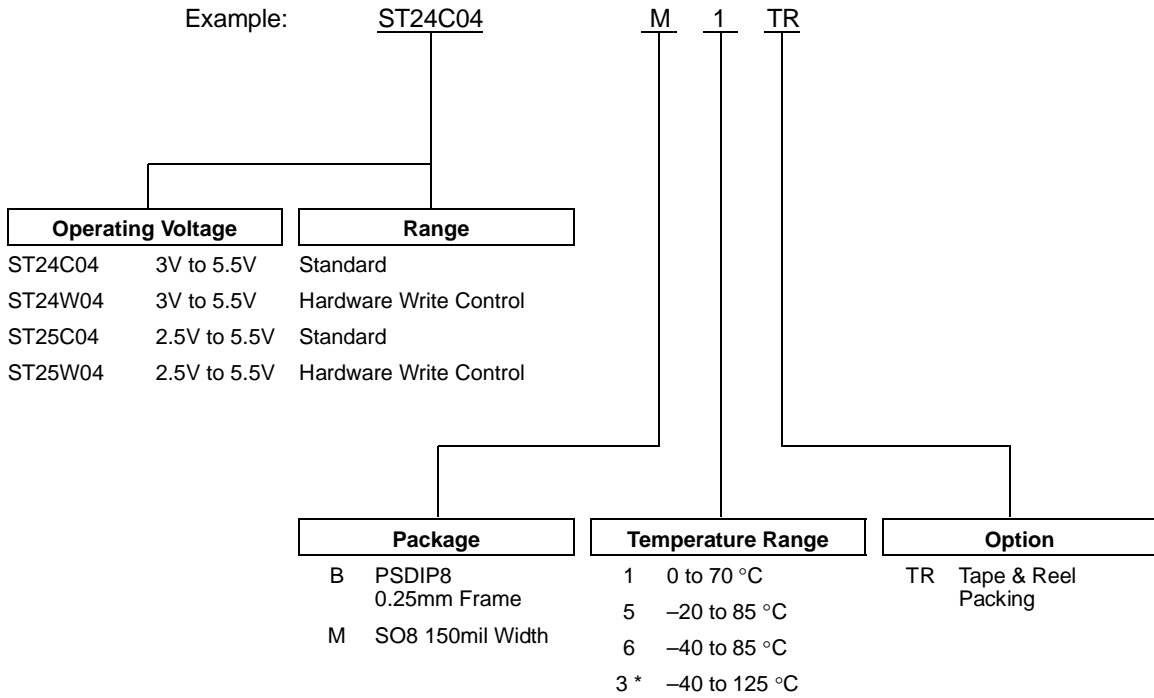 Example: ST24C04 M 1 TR
Operating Voltage Range
ST24C04 3V to 5.5V Standard
ST24W04 3V to 5.5V Hardware Write Control
ST25C04 2.5V to 5.5V Standard
ST25W04 2.5V to 5.5V Hardware Write Control
Package
B PSDIP8
0.25mm Frame
M SO8 150mil Width
Temperature Range
1 0 to 70 °C
5 –20 to 85 °C
6 –40 to 85 °C
3 * –40 to 125 °C
Option
TR Tape & Reel
Packing